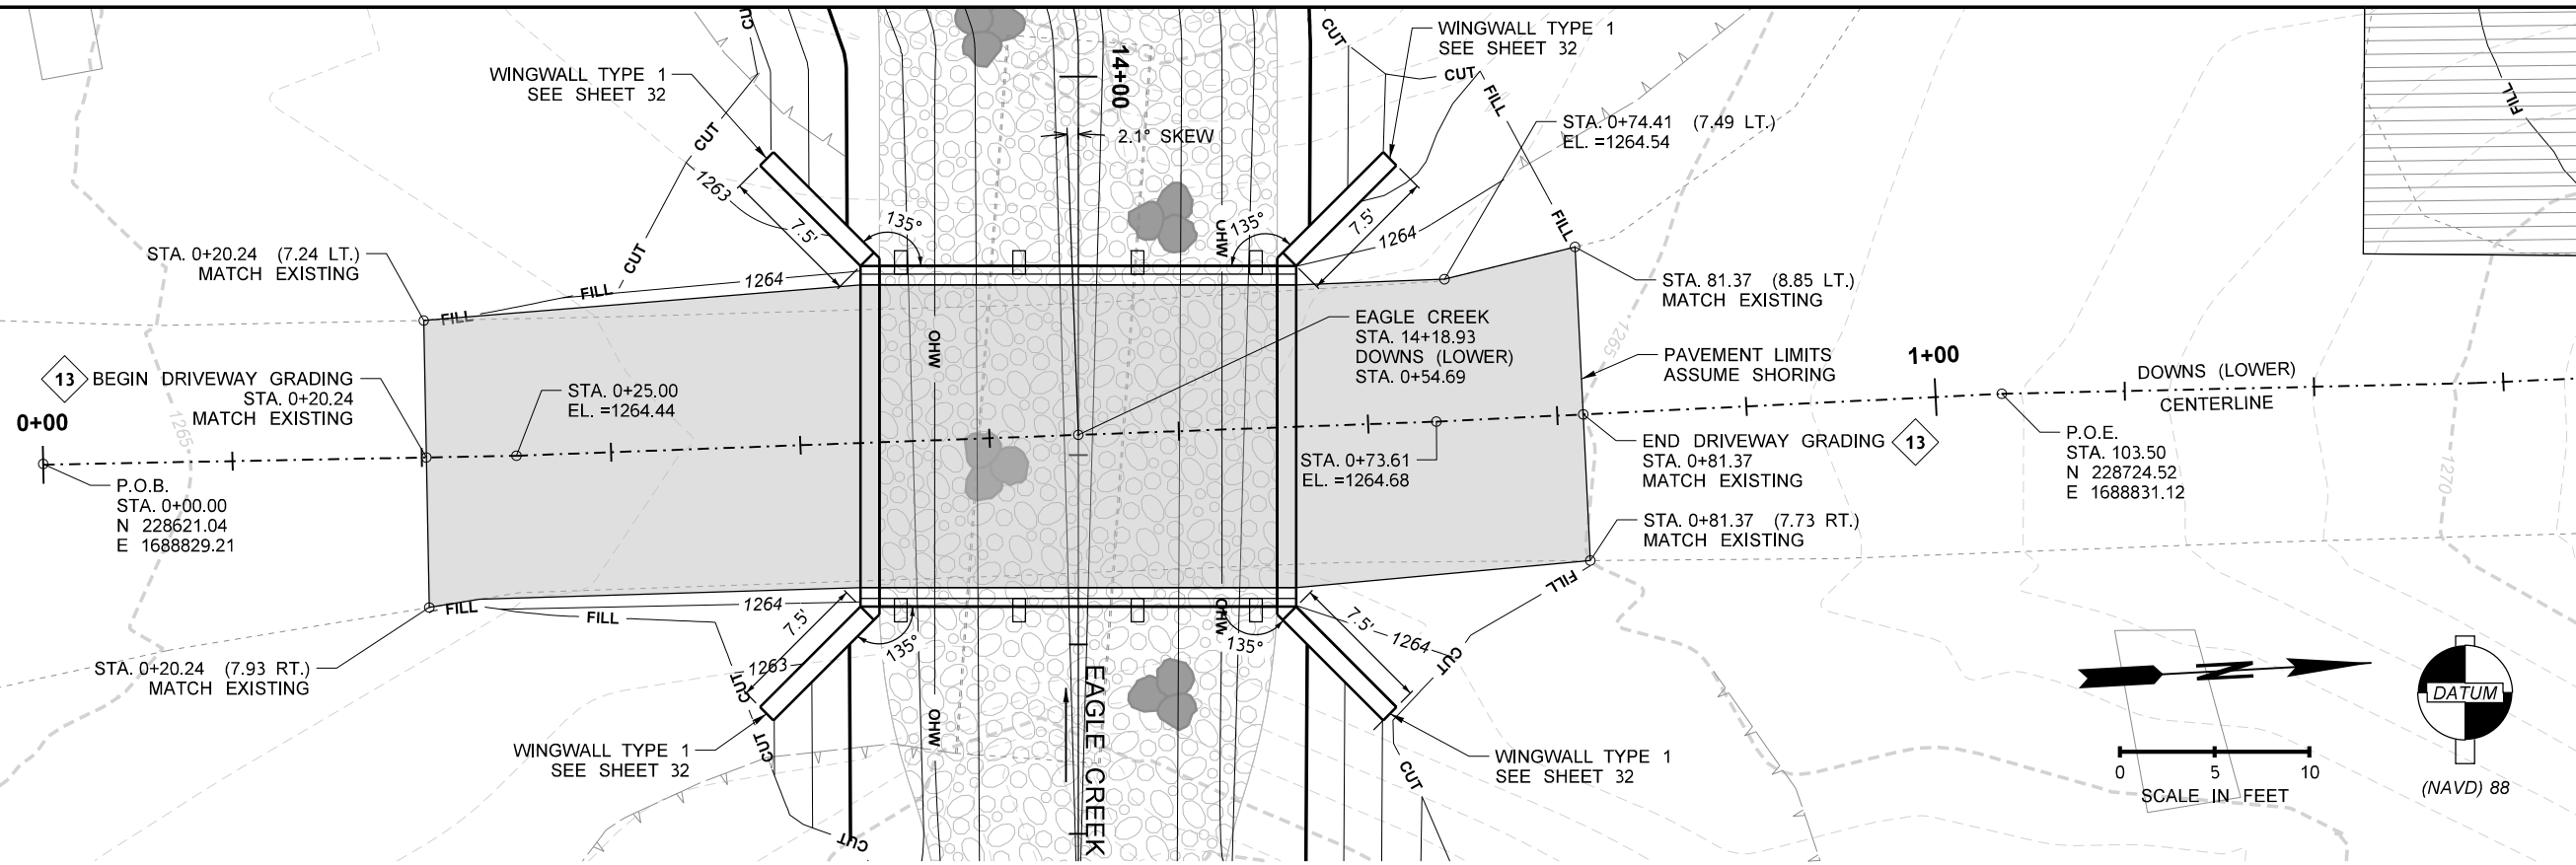 CUT
WINGWALL TYPE 1
SEE SHEET 32
CUT
1263
7.5'
135°
CUT
FILL
1264
FILL
STA. 0+20.24 (7.24 LT.)
MATCH EXISTING
14+00
2.1° SKEW
OHW
OHW
CUT
CUT
FILL
FILL
WINGWALL TYPE 1
SEE SHEET 32
135°
7.5'
1264
STA. 0+74.41 (7.49 LT.)
EL. =1264.54
STA. 81.37 (8.85 LT.)
MATCH EXISTING
FILL
13
BEGIN DRIVEWAY GRADING
STA. 0+20.24
MATCH EXISTING
0+00
1265
STA. 0+25.00
EL. =1264.44
P.O.B.
STA. 0+00.00
N 228621.04
E 1688829.21
EAGLE CREEK
STA. 14+18.93
DOWNS (LOWER)
STA. 0+54.69
STA. 0+73.61
EL. =1264.68
1265
PAVEMENT LIMITS
ASSUME SHORING
1+00
DOWNS (LOWER)
CENTERLINE
END DRIVEWAY GRADING
STA. 0+81.37
MATCH EXISTING
13
P.O.E.
STA. 103.50
N 228724.52
E 1688831.12
1270
STA. 0+81.37 (7.73 RT.)
MATCH EXISTING
FILL
FILL
FILL
1264
7.5'
135°
1263
CUT
CUT
CUT
STA. 0+20.24 (7.93 RT.)
MATCH EXISTING
WINGWALL TYPE 1
SEE SHEET 32
OHW
OHW
EAGLE CREEK
135°
7.5'
1264
CUT
CUT
WINGWALL TYPE 1
SEE SHEET 32
N
0 5 10
SCALE IN FEET
DATUM
(NAVD) 88